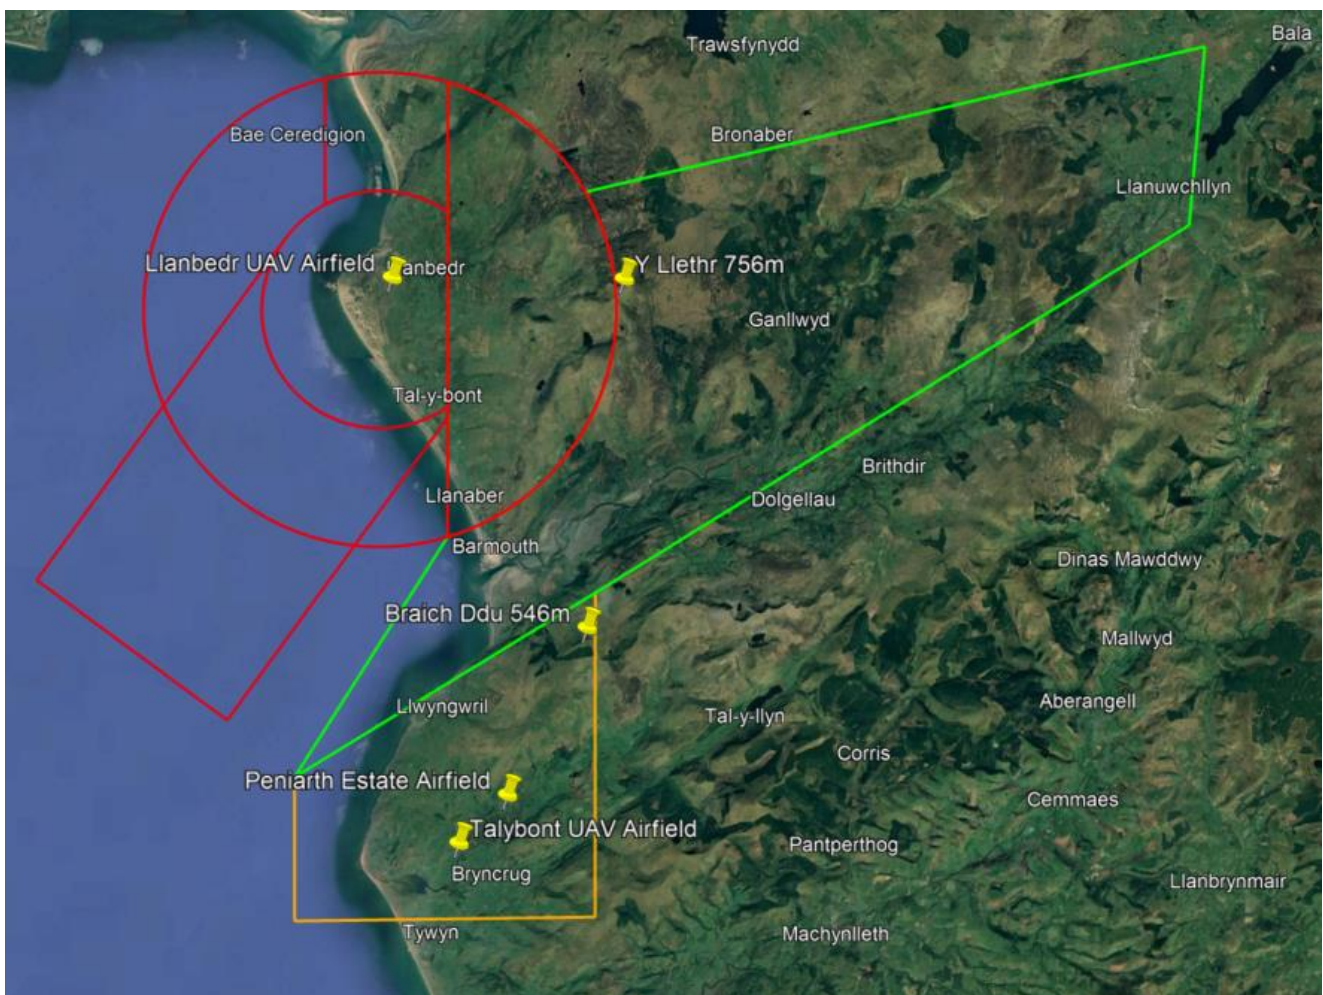 Bala
Trawsfynydd
Bae Ceredigion
Bronaber
Llanuwchllyn
Llanbedr UAV Airfield
anbedr
Y Llethr 756m
Ganllwyd
Tal-y-bont
Brithdir
Llanaber
Dolgellau
Barmouth
Dinas Mawddwy
Braich Ddu 546m
Mallwyd
Llwyngwril
Tal-y-llyn
Aberangell
Corris
Peniarth Estate Airfield
Cemmaes
Talybont UAV Airfield
Pantperthog
Bryncrug
Llanbrynmair
Tywyn
Machynlleth